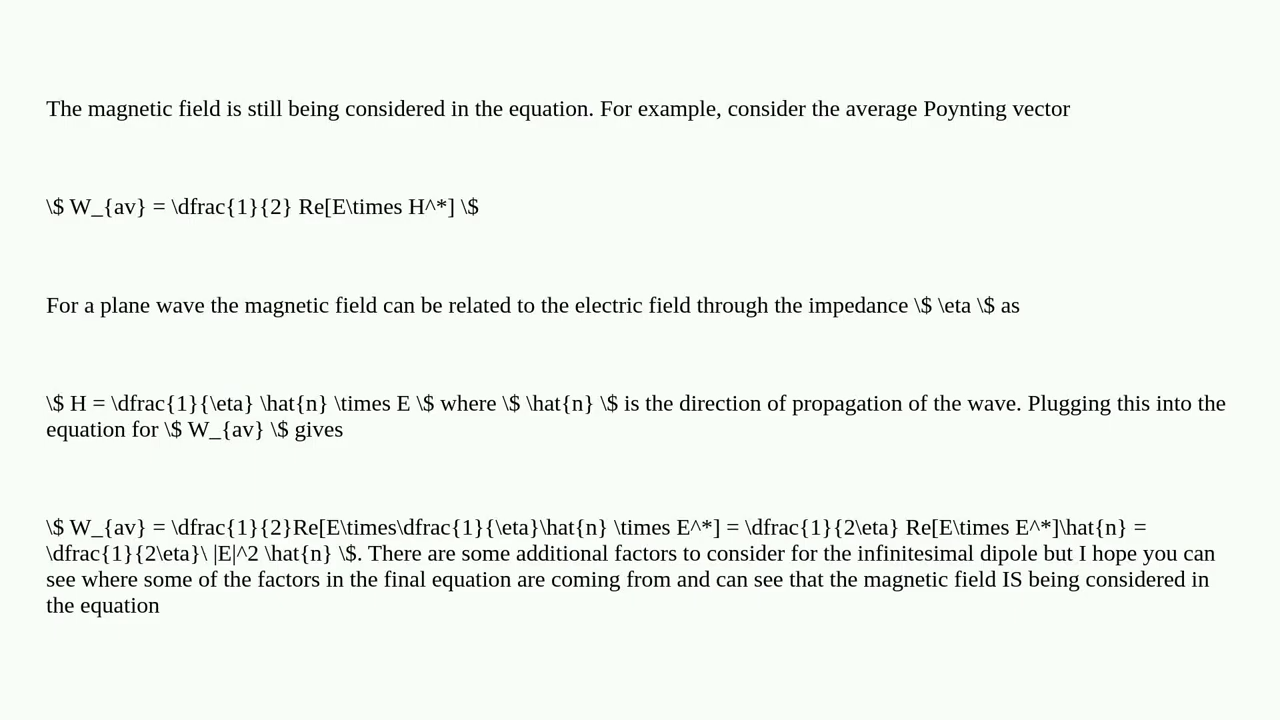 The magnetic field is still being considered in the equation. For example, consider the average Poynting vector
\$ W_{av} = \dfrac{1}{2} Re[E\times H^*] \$
For a plane wave the magnetic field can be related to the electric field through the impedance \$ \eta \$ as
\$ H = \dfrac{1}{\eta} \hat{n} \times E \$ where \$ \hat{n} \$ is the direction of propagation of the wave. Plugging this into the
equation for \$ W_{av} \$ gives
\$ W_{av} = \dfrac{1}{2}Re[E\times\dfrac{1}{\eta}\hat{n} \times E^*] = \dfrac{1}{2\eta} Re[E\times E^*]\hat{n} =
\dfrac{1}{2\eta}\ |E|^2 \hat{n} \$. There are some additional factors to consider for the infinitesimal dipole but I hope you can
see where some of the factors in the final equation are coming from and can see that the magnetic field IS being considered in
the equation